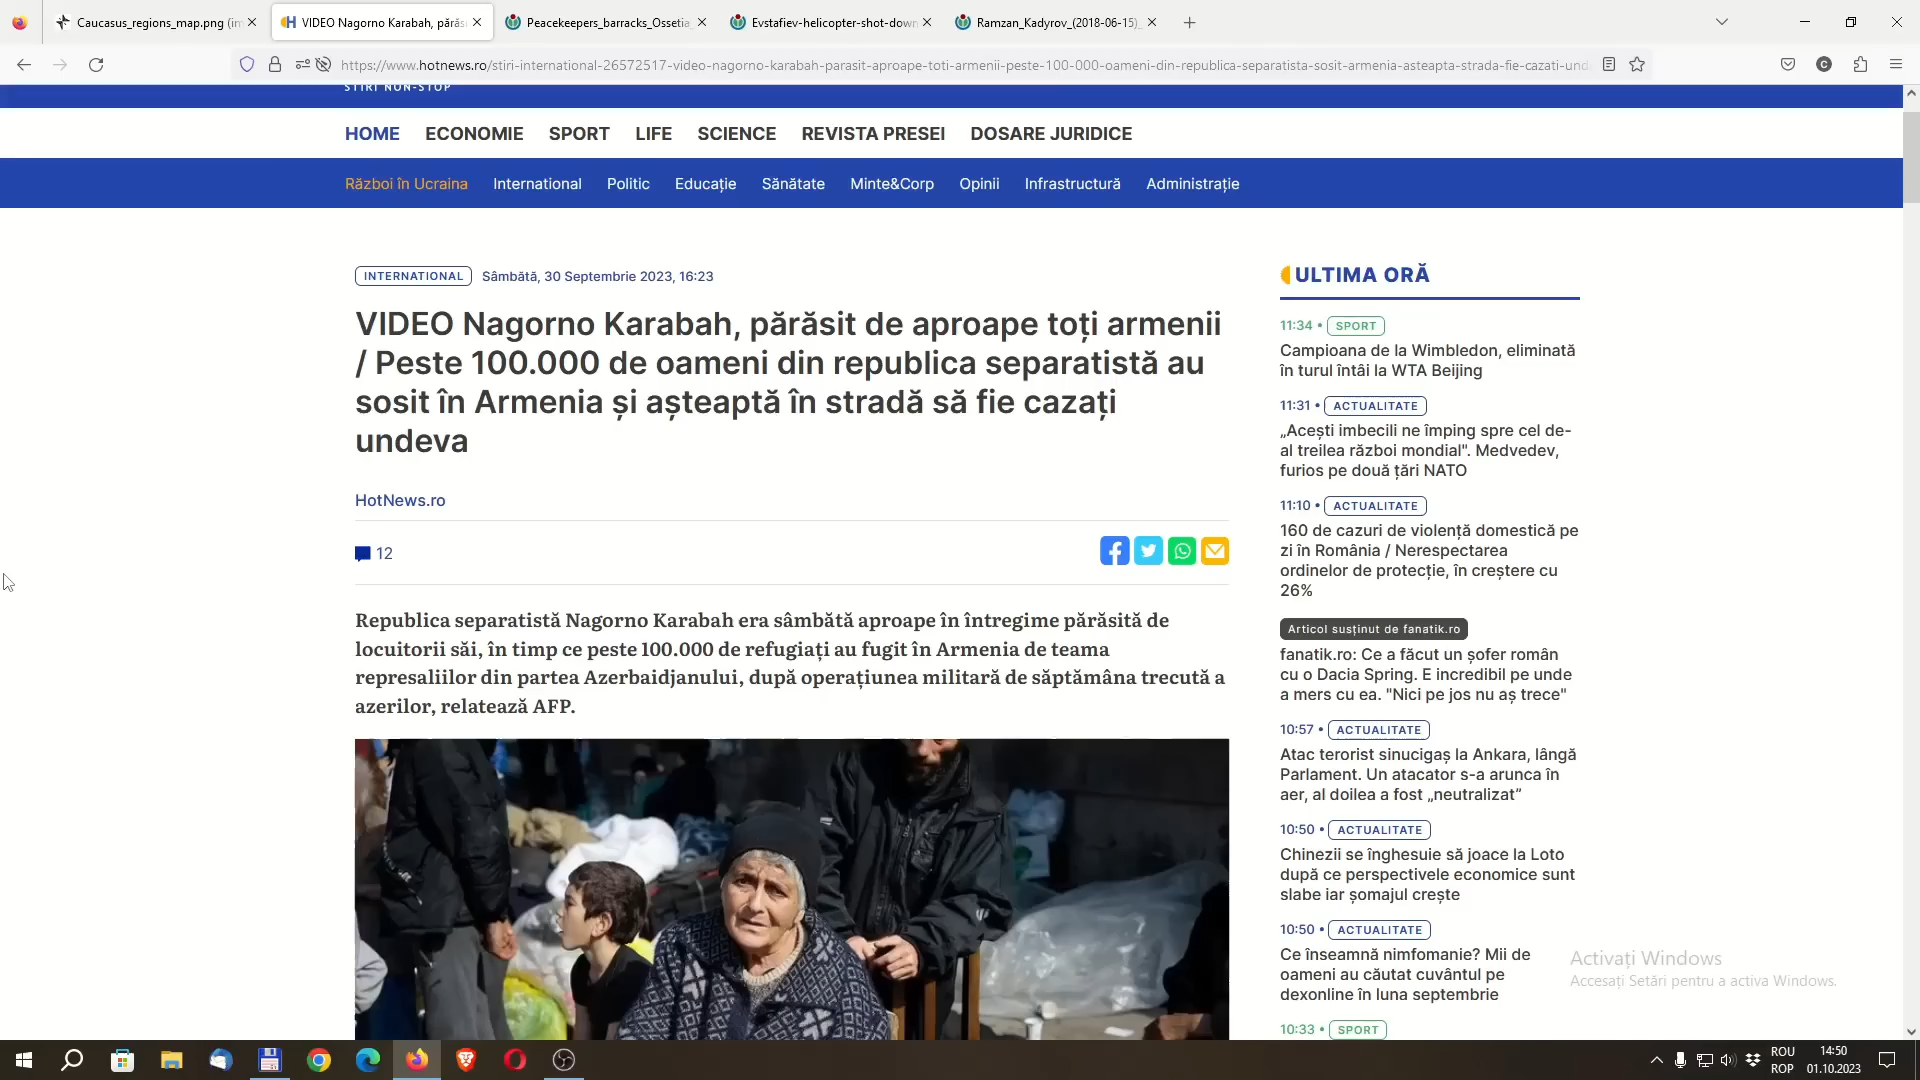 Caucasus_regions_map.png (im
VIDEO Nagorno Karabah, părăs
Peacekeepers_barracks_Ossetia
Evstafiev-helicopter-shot-down
Ramzan_Kadyrov_(2018-06-15)
https://www.hotnews.ro/stiri-international-26572517-video-nagorno-karabah-parasit-aproape-toti-armenii-peste-100-000-oameni-din-republica-separatista-sosit-armenia-asteapta-strada-fie-cazati-und
C
STIRI NON-STOP
HOME ECONOMIE SPORT LIFE SCIENCE REVISTA PRESEI DOSARE JURIDICE
Război în Ucraina International Politic Educație Sănătate Minte&Corp Opinii Infrastructură Administrație
INTERNATIONAL Sâmbătă, 30 Septembrie 2023, 16:23
VIDEO Nagorno Karabah, părăsit de aproape toți armenii
/ Peste 100.000 de oameni din republica separatistă au
sosit în Armenia și așteaptă în stradă să fie cazați
undeva
HotNews.ro
12
Republica separatistă Nagorno Karabah era sâmbătă aproape în întregime părăsită de
locuitorii săi, în timp ce peste 100.000 de refugiați au fugit în Armenia de teama
represaliilor din partea Azerbaidjanului, după operațiunea militară de săptămâna trecută a
azerilor, relatează AFP.
ULTIMA ORĂ
11:34 • SPORT
Campioana de la Wimbledon, eliminată
în turul întâi la WTA Beijing
11:31 • ACTUALITATE
„Acești imbecili ne împing spre cel de-
al treilea război mondial". Medvedev,
furios pe două țări NATO
11:10 • ACTUALITATE
160 de cazuri de violență domestică pe
zi în România / Nerespectarea
ordinelor de protecție, în creștere cu
26%
Articol susținut de fanatik.ro
fanatik.ro: Ce a făcut un șofer român
cu o Dacia Spring. E incredibil pe unde
a mers cu ea. "Nici pe jos nu aș trece"
10:57 • ACTUALITATE
Atac terorist sinucigaș la Ankara, lângă
Parlament. Un atacator s-a arunca în
aer, al doilea a fost „neutralizat”
10:50 • ACTUALITATE
Chinezii se înghesuie să joace la Loto
după ce perspectivele economice sunt
slabe iar șomajul crește
10:50 • ACTUALITATE
Ce înseamnă nimfomanie? Mii de
oameni au căutat cuvântul pe
dexonline în luna septembrie
10:33 • SPORT
Activați Windows
Accesați Setări pentru a activa Windows.
ROU
ROP
14:50
01.10.2023